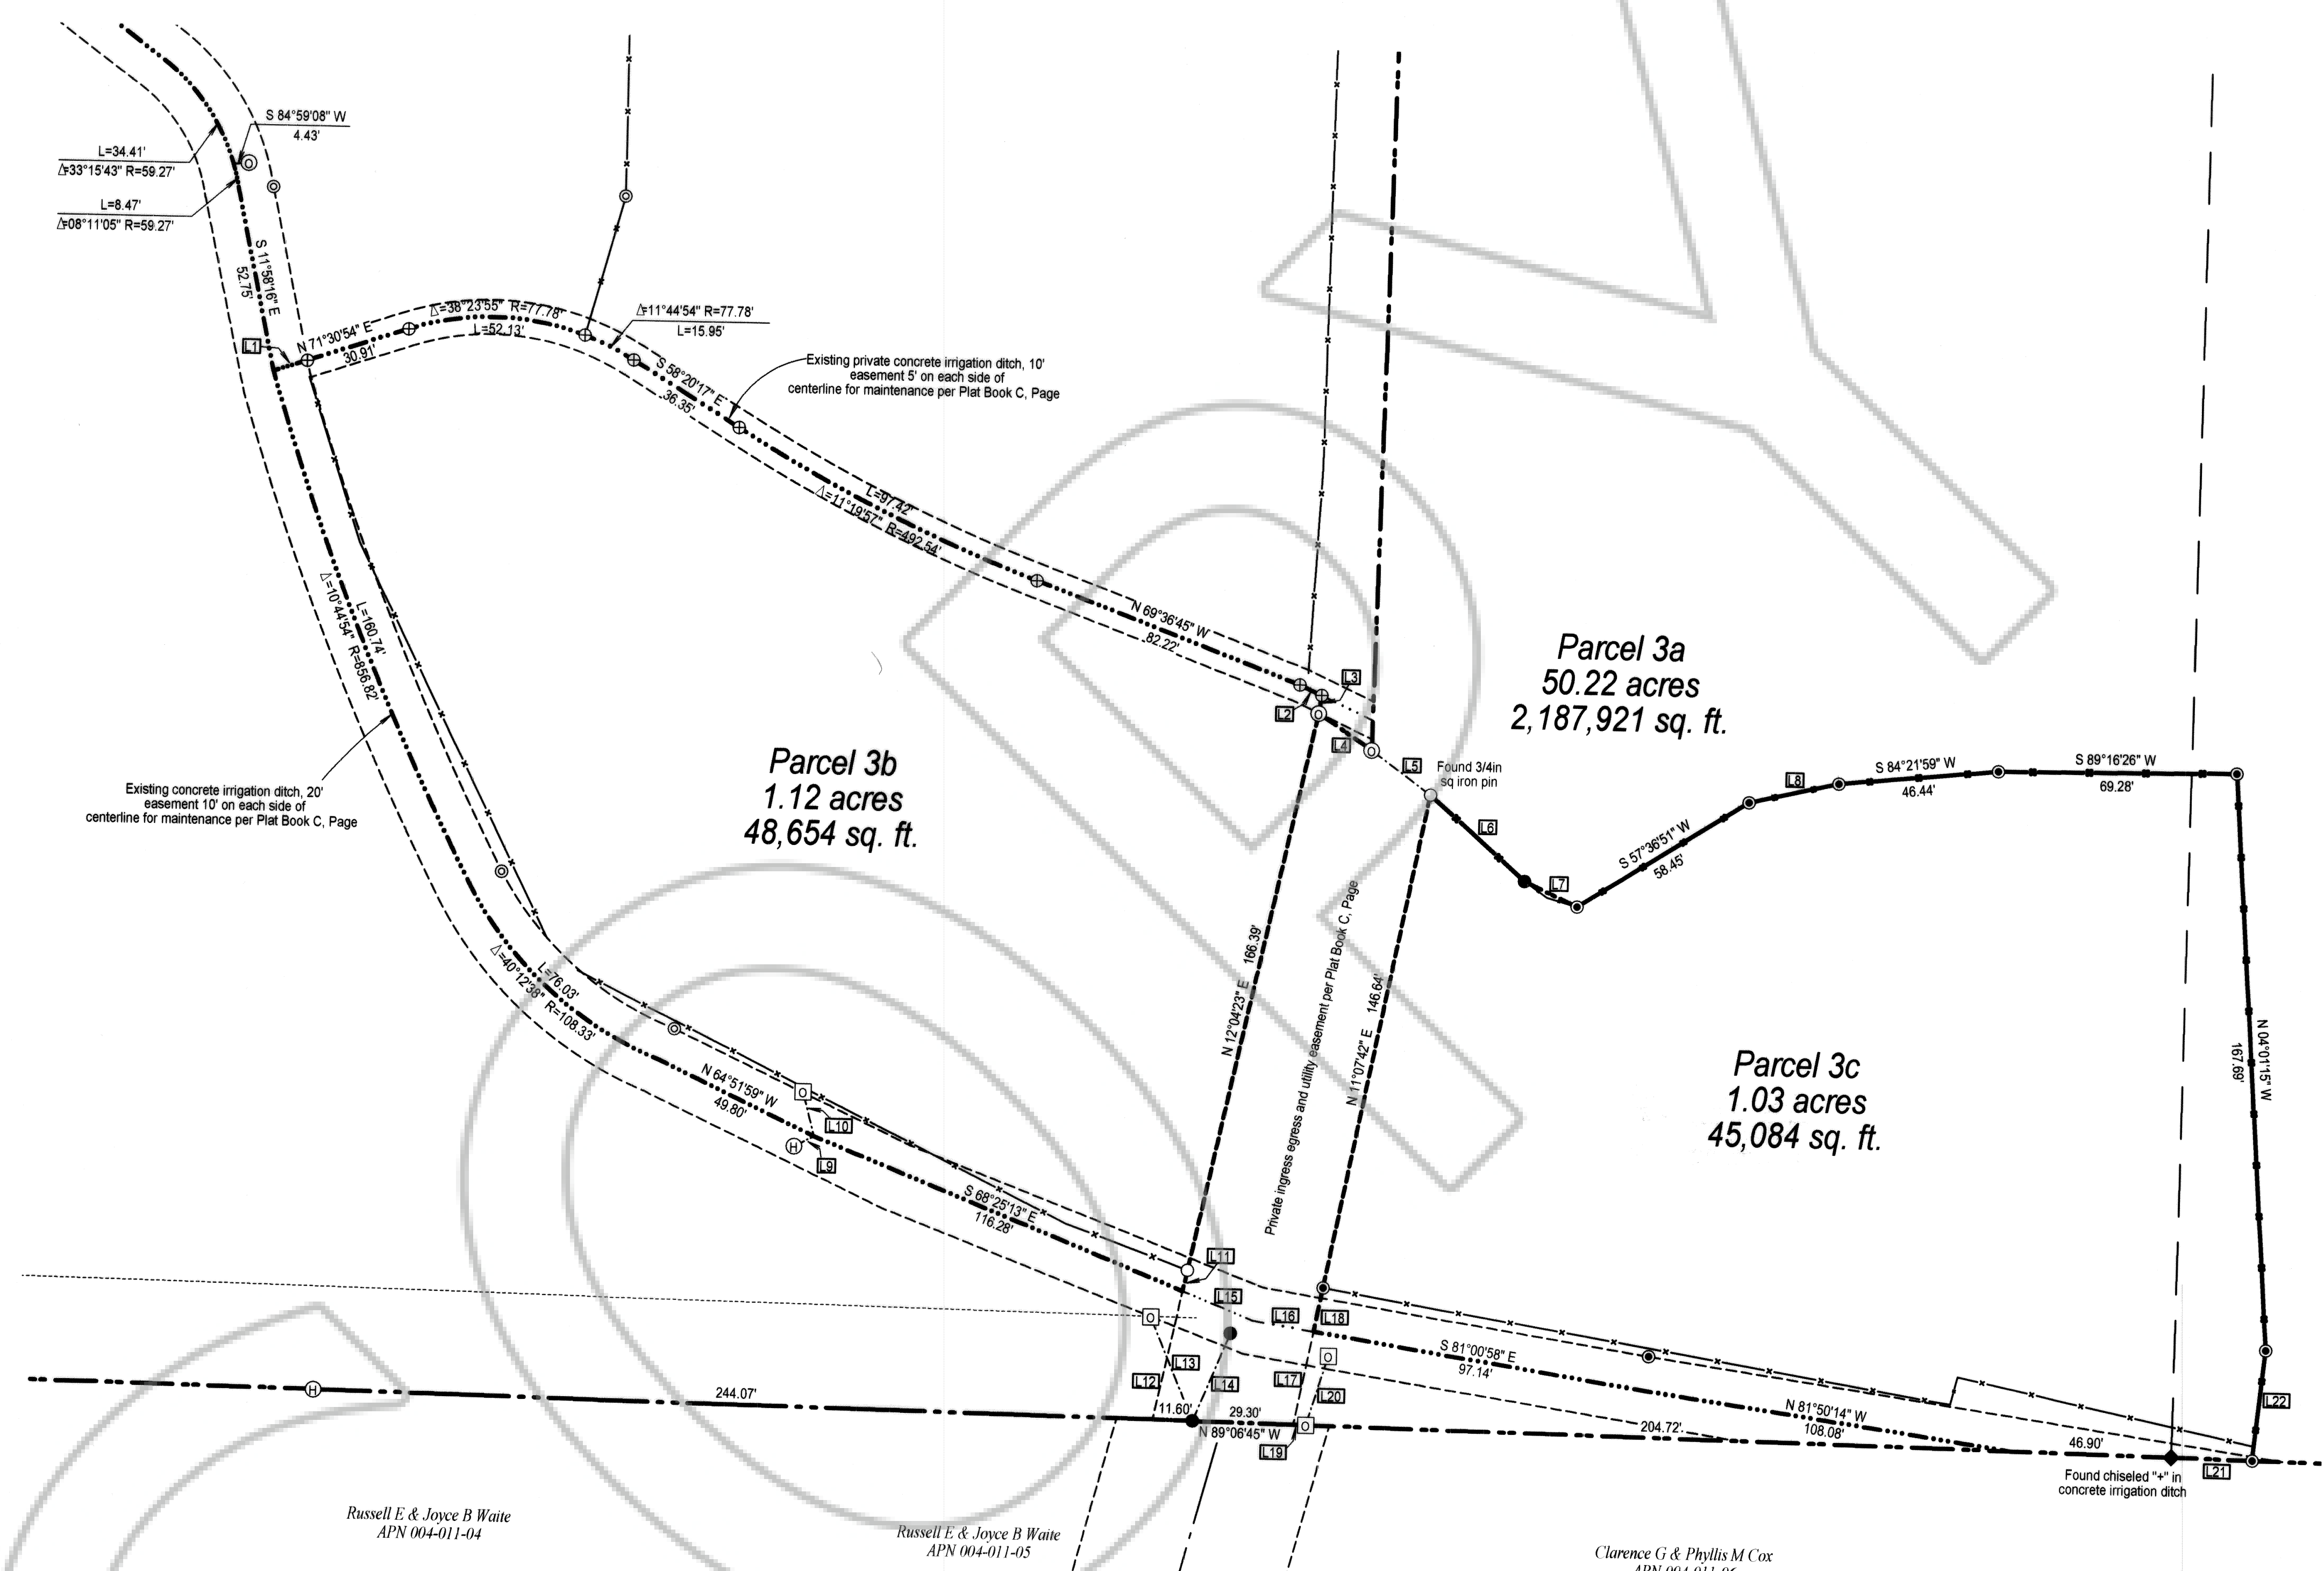 S 84°59'08" W
4.43'
L=34.41'
Δ=33°15'43" R=59.27'
L=8.47'
Δ=08°11'05" R=59.27'
S 11°58'16" E
52.75'
L1
N 71°30'54" E
30.91'
Δ=38°23'55" R=77.78'
L=52.13'
Δ=11°44'54" R=77.78'
L=15.95'
S 58°20'17" E
36.35'
Existing private concrete irrigation ditch, 10'
easement 5' on each side of
centerline for maintenance per Plat Book C, Page
L=97.42'
Δ=11°19'57" R=492.54'
N 69°36'45" W
82.22'
L2
L3
L4
L5
Found 3/4in
sq iron pin
Parcel 3a
50.22 acres
2,187,921 sq. ft.
L6
L7
S 57°36'51" W
58.45'
L8
S 84°21'59" W
46.44'
S 89°16'26" W
69.28'
L=160.74'
Δ=10°44'54" R=856.82'
Existing concrete irrigation ditch, 20'
easement 10' on each side of
centerline for maintenance per Plat Book C, Page
Parcel 3b
1.12 acres
48,654 sq. ft.
N 12°04'23" E 166.39'
Private ingress egress and utility easement per Plat Book C, Page
N 11°07'42" E 146.64'
Parcel 3c
1.03 acres
45,084 sq. ft.
N 04°01'15" W
167.69'
L=76.03'
Δ=40°12'38" R=108.33'
N 64°51'59" W
49.80'
O
L10
H
L9
S 68°25'13" E
116.28'
L11
L15
L16
L18
O
O
L13
L12
L14
L17
L20
S 81°00'58" E
97.14'
N 81°50'14" W
108.08'
H
244.07'
11.60'
29.30'
N 89°06'45" W
O
L19
204.72'
46.90'
L22
L21
Found chiseled "+" in
concrete irrigation ditch
Russell E & Joyce B Waite
APN 004-011-04
Russell E & Joyce B Waite
APN 004-011-05
Clarence G & Phyllis M Cox
APN 004-011-06